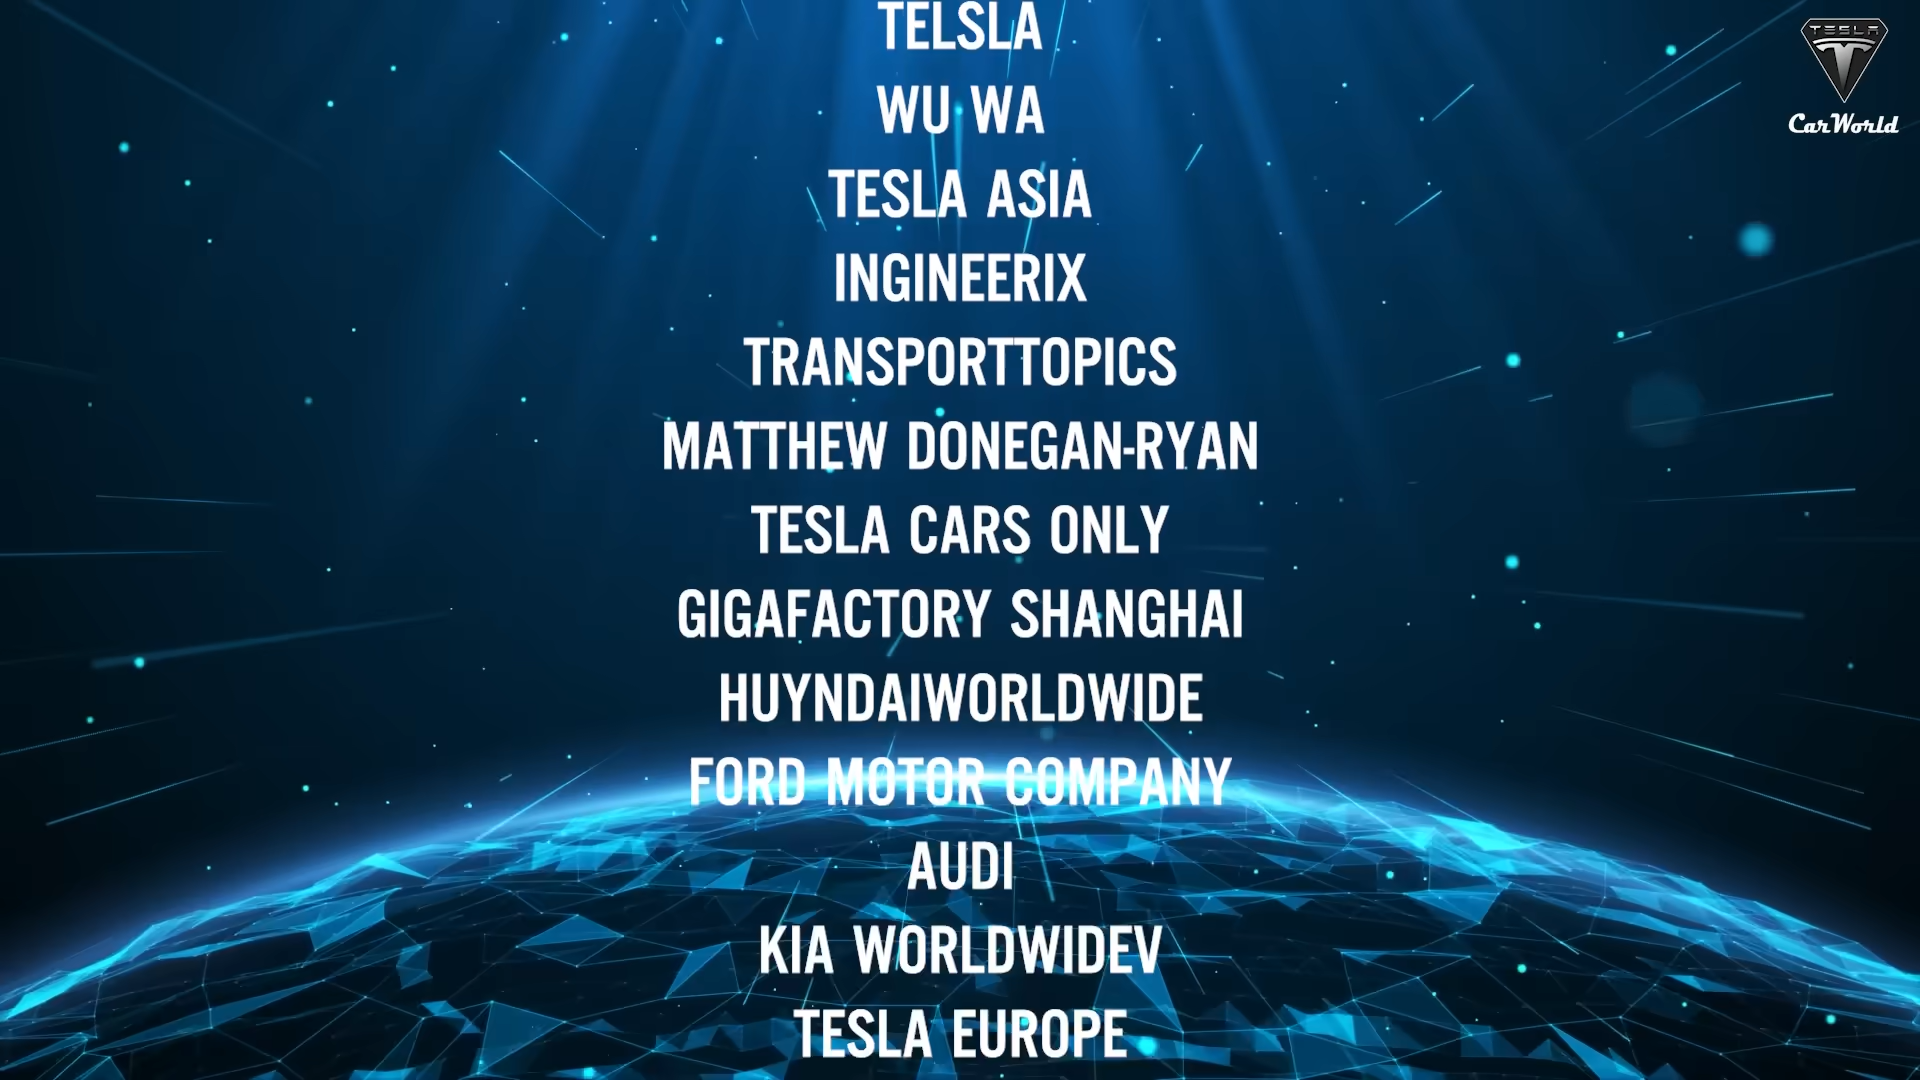 TELSLA
TESLA
CarWorld
WU WA
TESLA ASIA
INGINEERIX
TRANSPORTTOPICS
MATTHEW DONEGAN-RYAN
TESLA CARS ONLY
GIGAFACTORY SHANGHAI
HUYNDAIWORLDWIDE
FORD MOTOR COMPANY
AUDI
KIA WORLDWIDEV
TESLA EUROPE